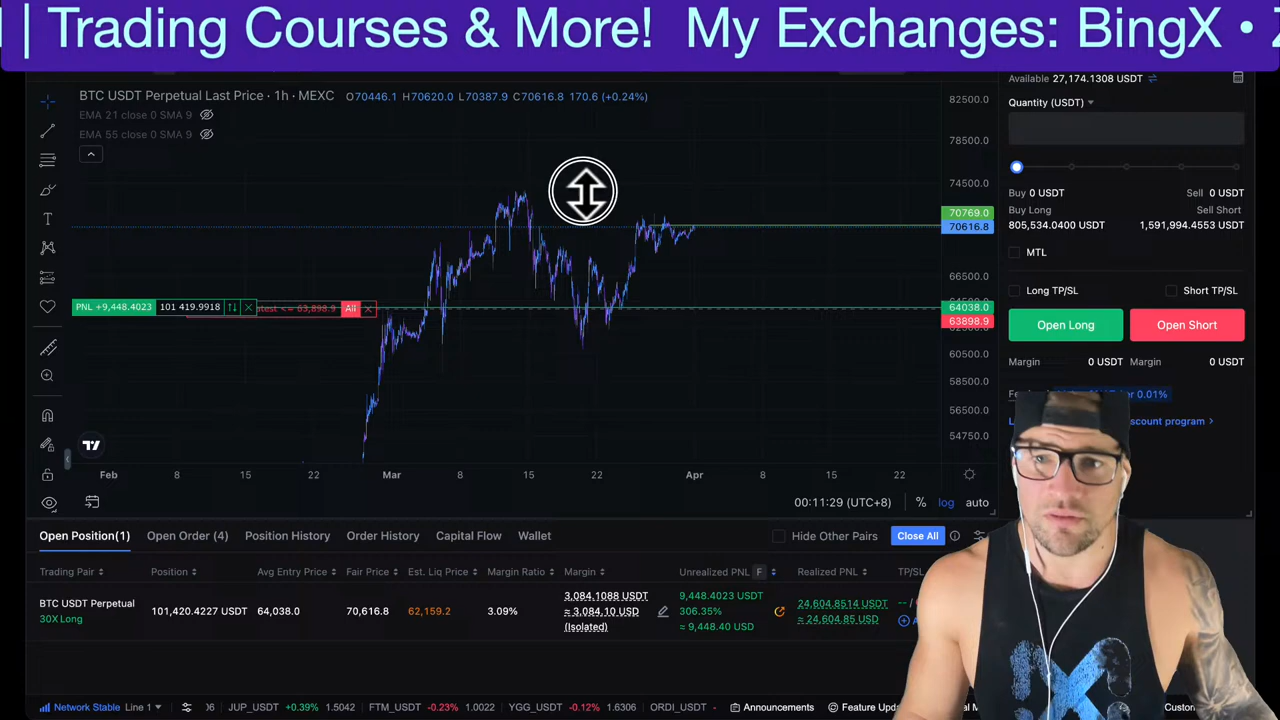 | Trading Courses & More! My Exchanges: BingX •
Available 27,174.1308 USDT
BTC USDT Perpetual Last Price · 1h · MEXC O70446.1 H70620.0 L70387.9 C70616.8 170.6 (+0.24%)
EMA 21 close 0 SMA 9
EMA 55 close 0 SMA 9
82500.0
78500.0
74500.0
70769.0
70616.8
66500.0
64038.0
63898.9
60500.0
58500.0
56500.0
54750.0
PNL +9,448.4023 101 419.9918
<= 63,898.9 All
Feb 8 15 22 Mar 8 15 22 Apr 8 15 22
00:11:29 (UTC+8) % log auto
Quantity (USDT)
Buy 0 USDT Sell 0 USDT
Buy Long Sell Short
805,534.0400 USDT 1,591,994.4553 USDT
MTL
Long TP/SL Short TP/SL
Open Long Open Short
Margin 0 USDT Margin 0 USDT
0.01%
scount program >
Open Position(1) Open Order (4) Position History Order History Capital Flow Wallet Hide Other Pairs Close All
Trading Pair Position Avg Entry Price Fair Price Est. Liq Price Margin Ratio Margin Unrealized PNL F Realized PNL TP/SL
BTC USDT Perpetual
30X Long
101,420.4227 USDT 64,038.0 70,616.8 62,159.2 3.09%
3,084.1088 USDT
≈ 3,084.10 USD
(Isolated)
9,448.4023 USDT
306.35%
≈ 9,448.40 USD
24,604.8514 USDT
≈ 24,604.85 USD
-- /
Network Stable Line 1 JUP_USDT +0.39% 1.5042 FTM_USDT -0.23% 1.0022 YGG_USDT -0.12% 1.6306 ORDI_USDT - Announcements Feature Upd